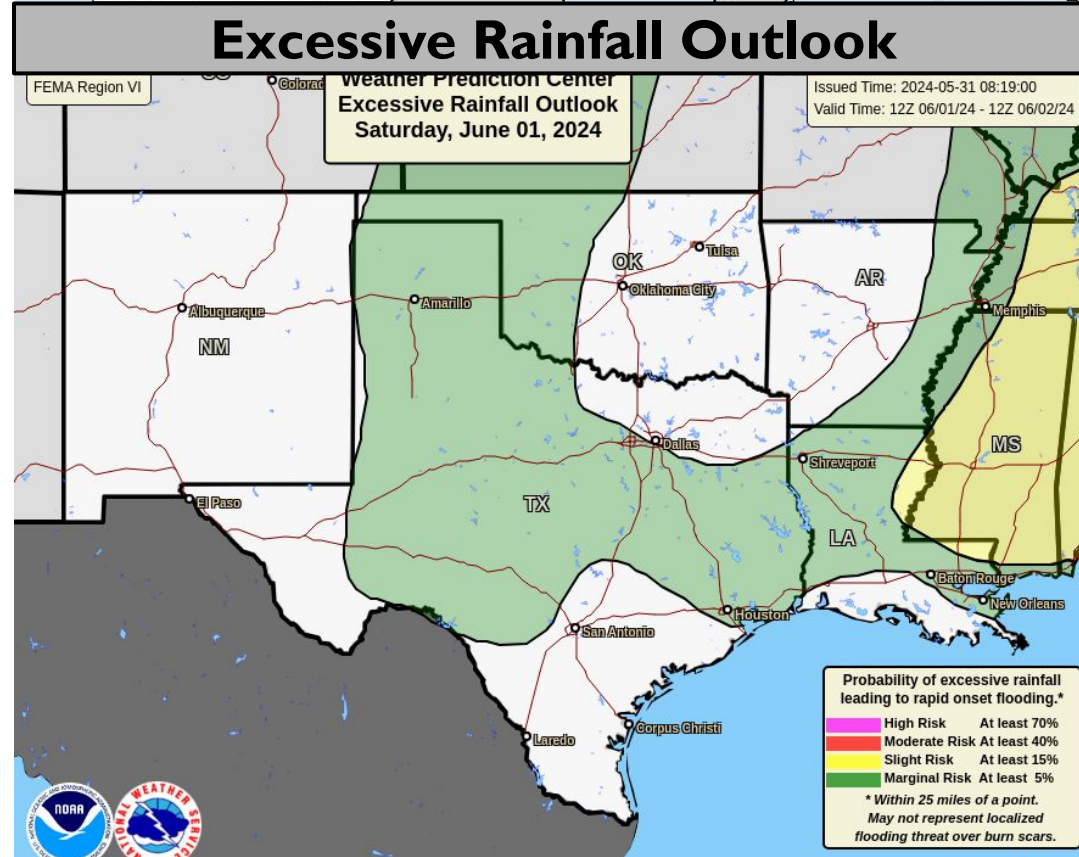 Excessive Rainfall Outlook
FEMA Region VI
Weather Prediction Center
Excessive Rainfall Outlook
Saturday, June 01, 2024
Issued Time: 2024-05-31 08:19:00
Valid Time: 12Z 06/01/24 - 12Z 06/02/24
Tulsa
OK
AR
Oklahoma City
Amarillo
Albuquerque
Memphis
NM
Dallas
MS
Shreveport
El Paso
TX
LA
Baton Rouge
New Orleans
Houston
San Antonio
Corpus Christi
Laredo
Probability of excessive rainfall
leading to rapid onset flooding.*
High Risk At least 70%
Moderate Risk At least 40%
Slight Risk At least 15%
Marginal Risk At least 5%
* Within 25 miles of a point.
May not represent localized
flooding threat over burn scars.
NOAA
NATIONAL WEATHER SERVICE